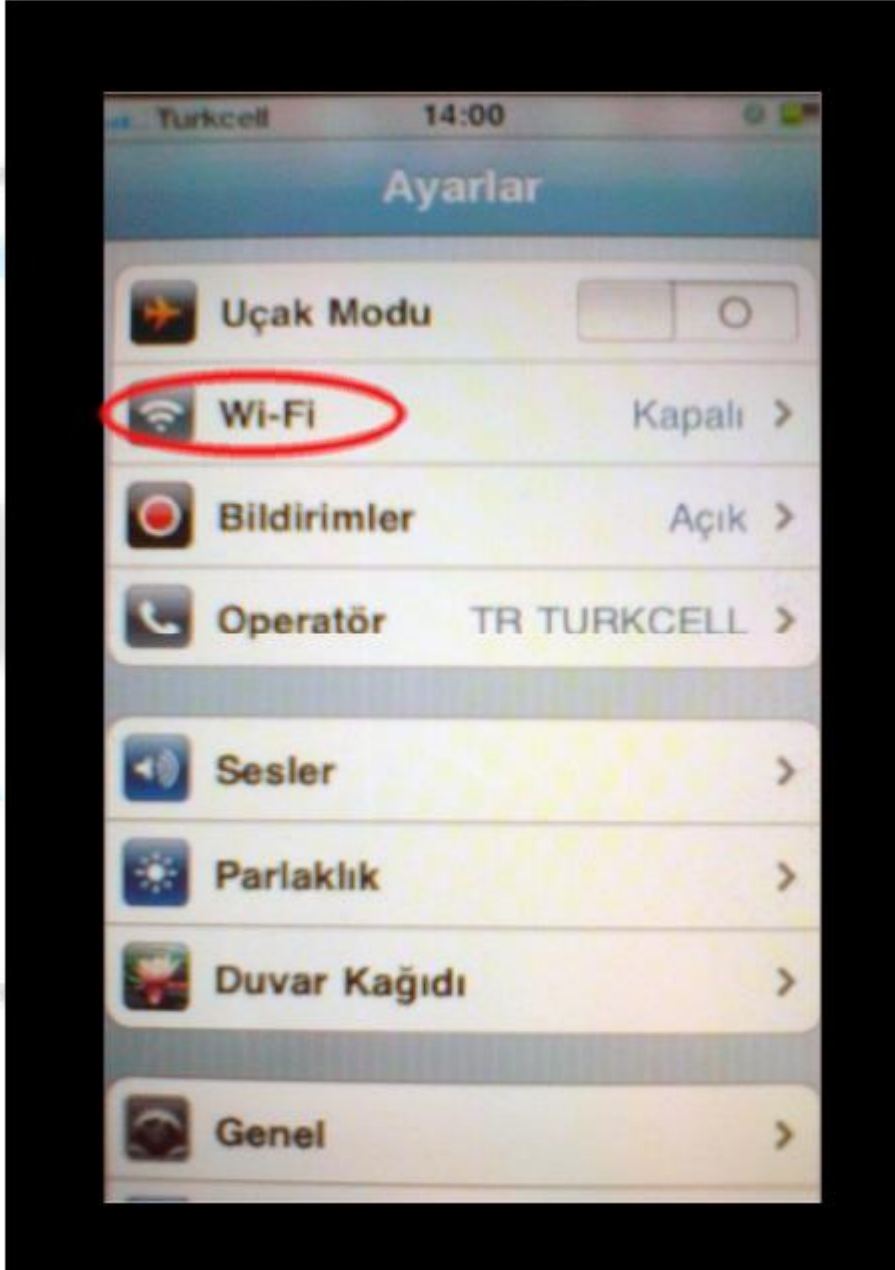 Turkcell 14:00
Ayarlar
Uçak Modu
Wi-Fi Kapalı
Bildirimler Açık
Operatör TR TURKCELL
Sesler
Parlaklık
Duvar Kağıdı
Genel